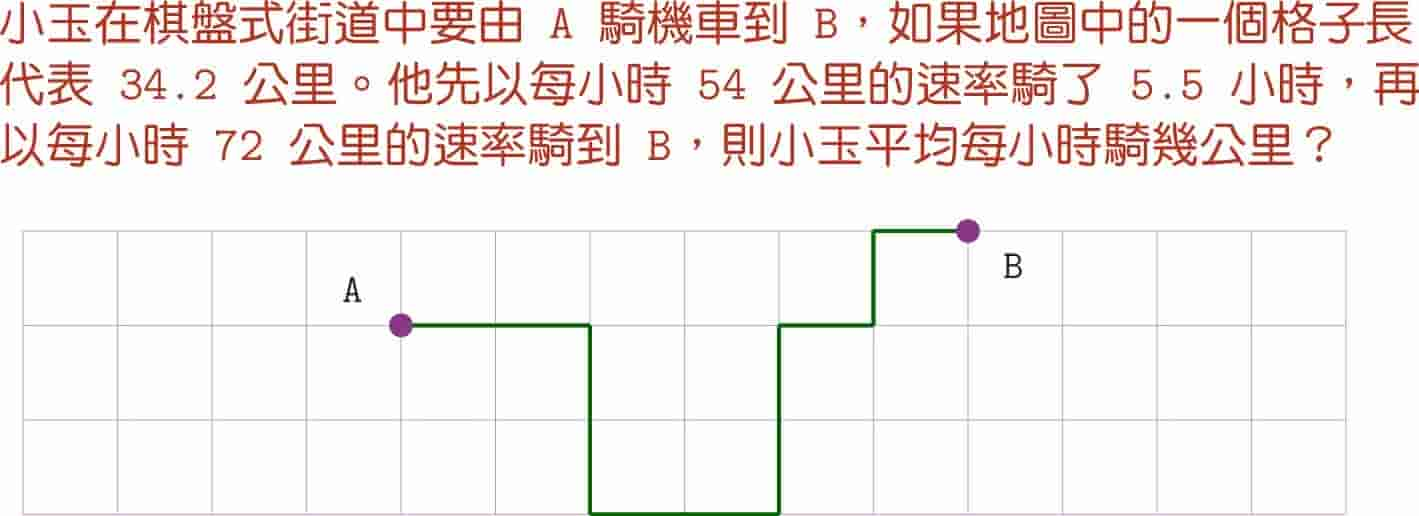 小玉在棋盤式街道中要由 A 騎機車到 B，如果地圖中的一個格子長
代表 34.2 公里。他先以每小時 54 公里的速率騎了 5.5 小時，再
以每小時 72 公里的速率騎到 B，則小玉平均每小時騎幾公里？
A
B